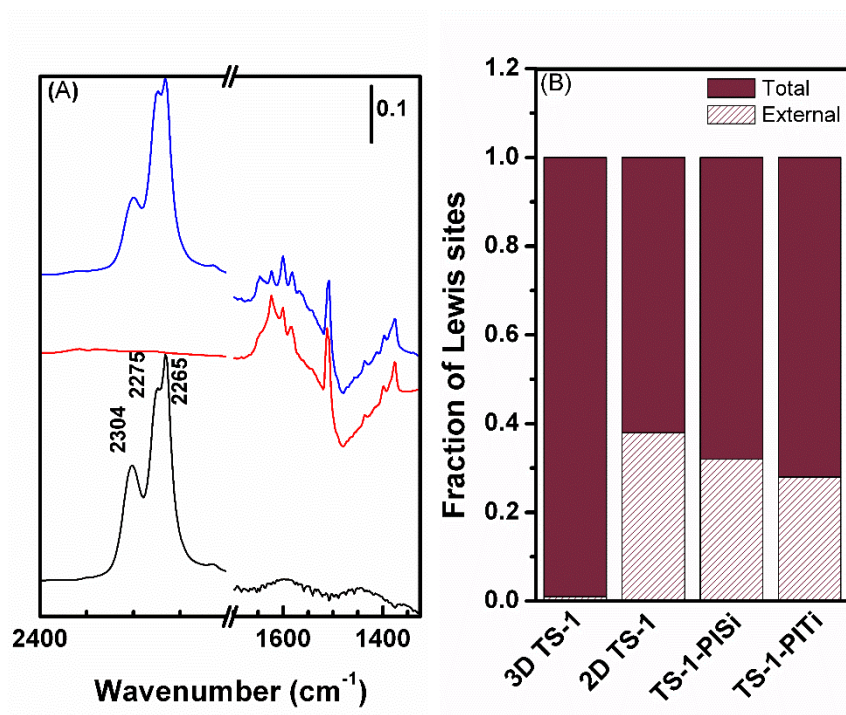 (A)
0.1
2304
2275
2265
2400
1600
1400
Wavenumber (cm⁻¹)
(B)
Total
External
1.2
1.0
0.8
0.6
0.4
0.2
0.0
Fraction of Lewis sites
3D TS-1
2D TS-1
TS-1-PISi
TS-1-PITi